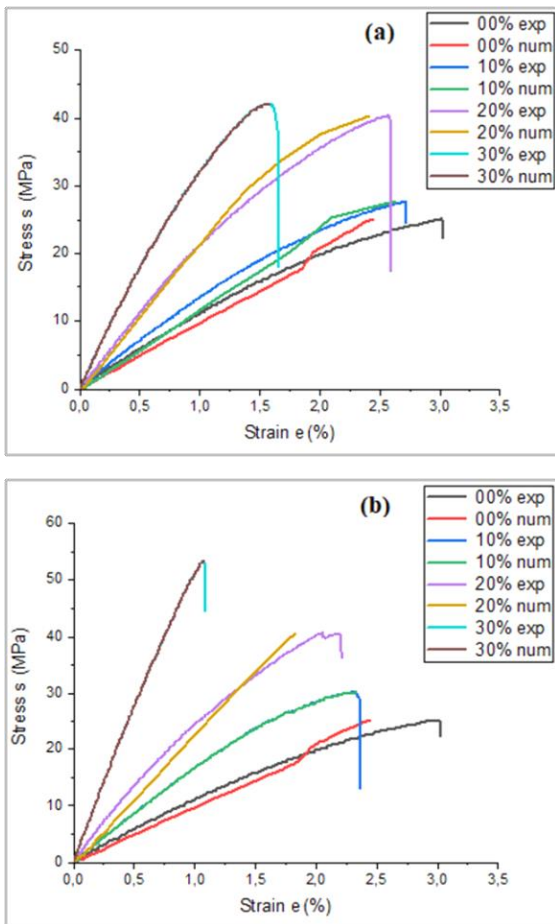 (a)
00% exp
00% num
10% exp
10% num
20% exp
20% num
30% exp
30% num
50
40
30
20
10
0
Stress s (MPa)
0,0 0,5 1,0 1,5 2,0 2,5 3,0 3,5
Strain e (%)
(b)
00% exp
00% num
10% exp
10% num
20% exp
20% num
30% exp
30% num
60
50
40
30
20
10
0
Stress s (MPa)
0,0 0,5 1,0 1,5 2,0 2,5 3,0 3,5
Strain e (%)